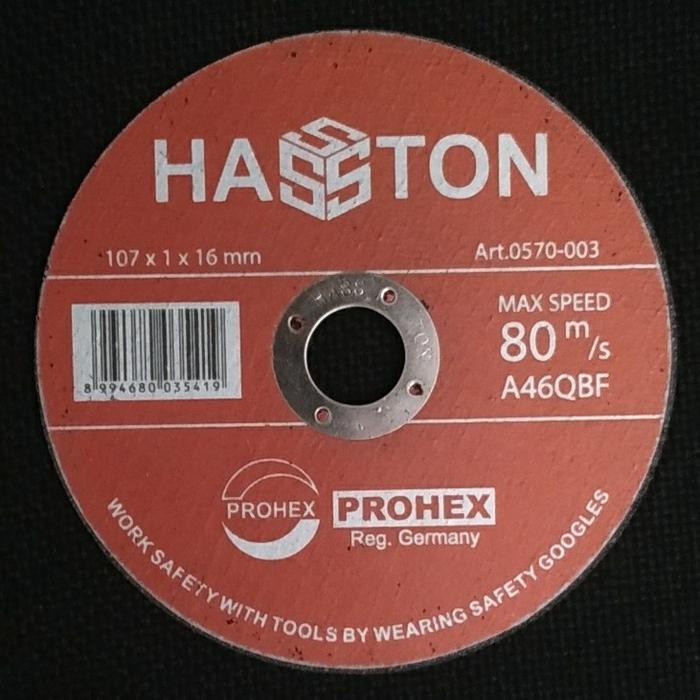 HASSTON
107 x 1 x 16 mm
Art.0570-003
MAX SPEED
80 m/s
A46QBF
8 994680 035419
PROHEX
PROHEX
Reg. Germany
WORK SAFETY WITH TOOLS BY WEARING SAFETY GOOGLES